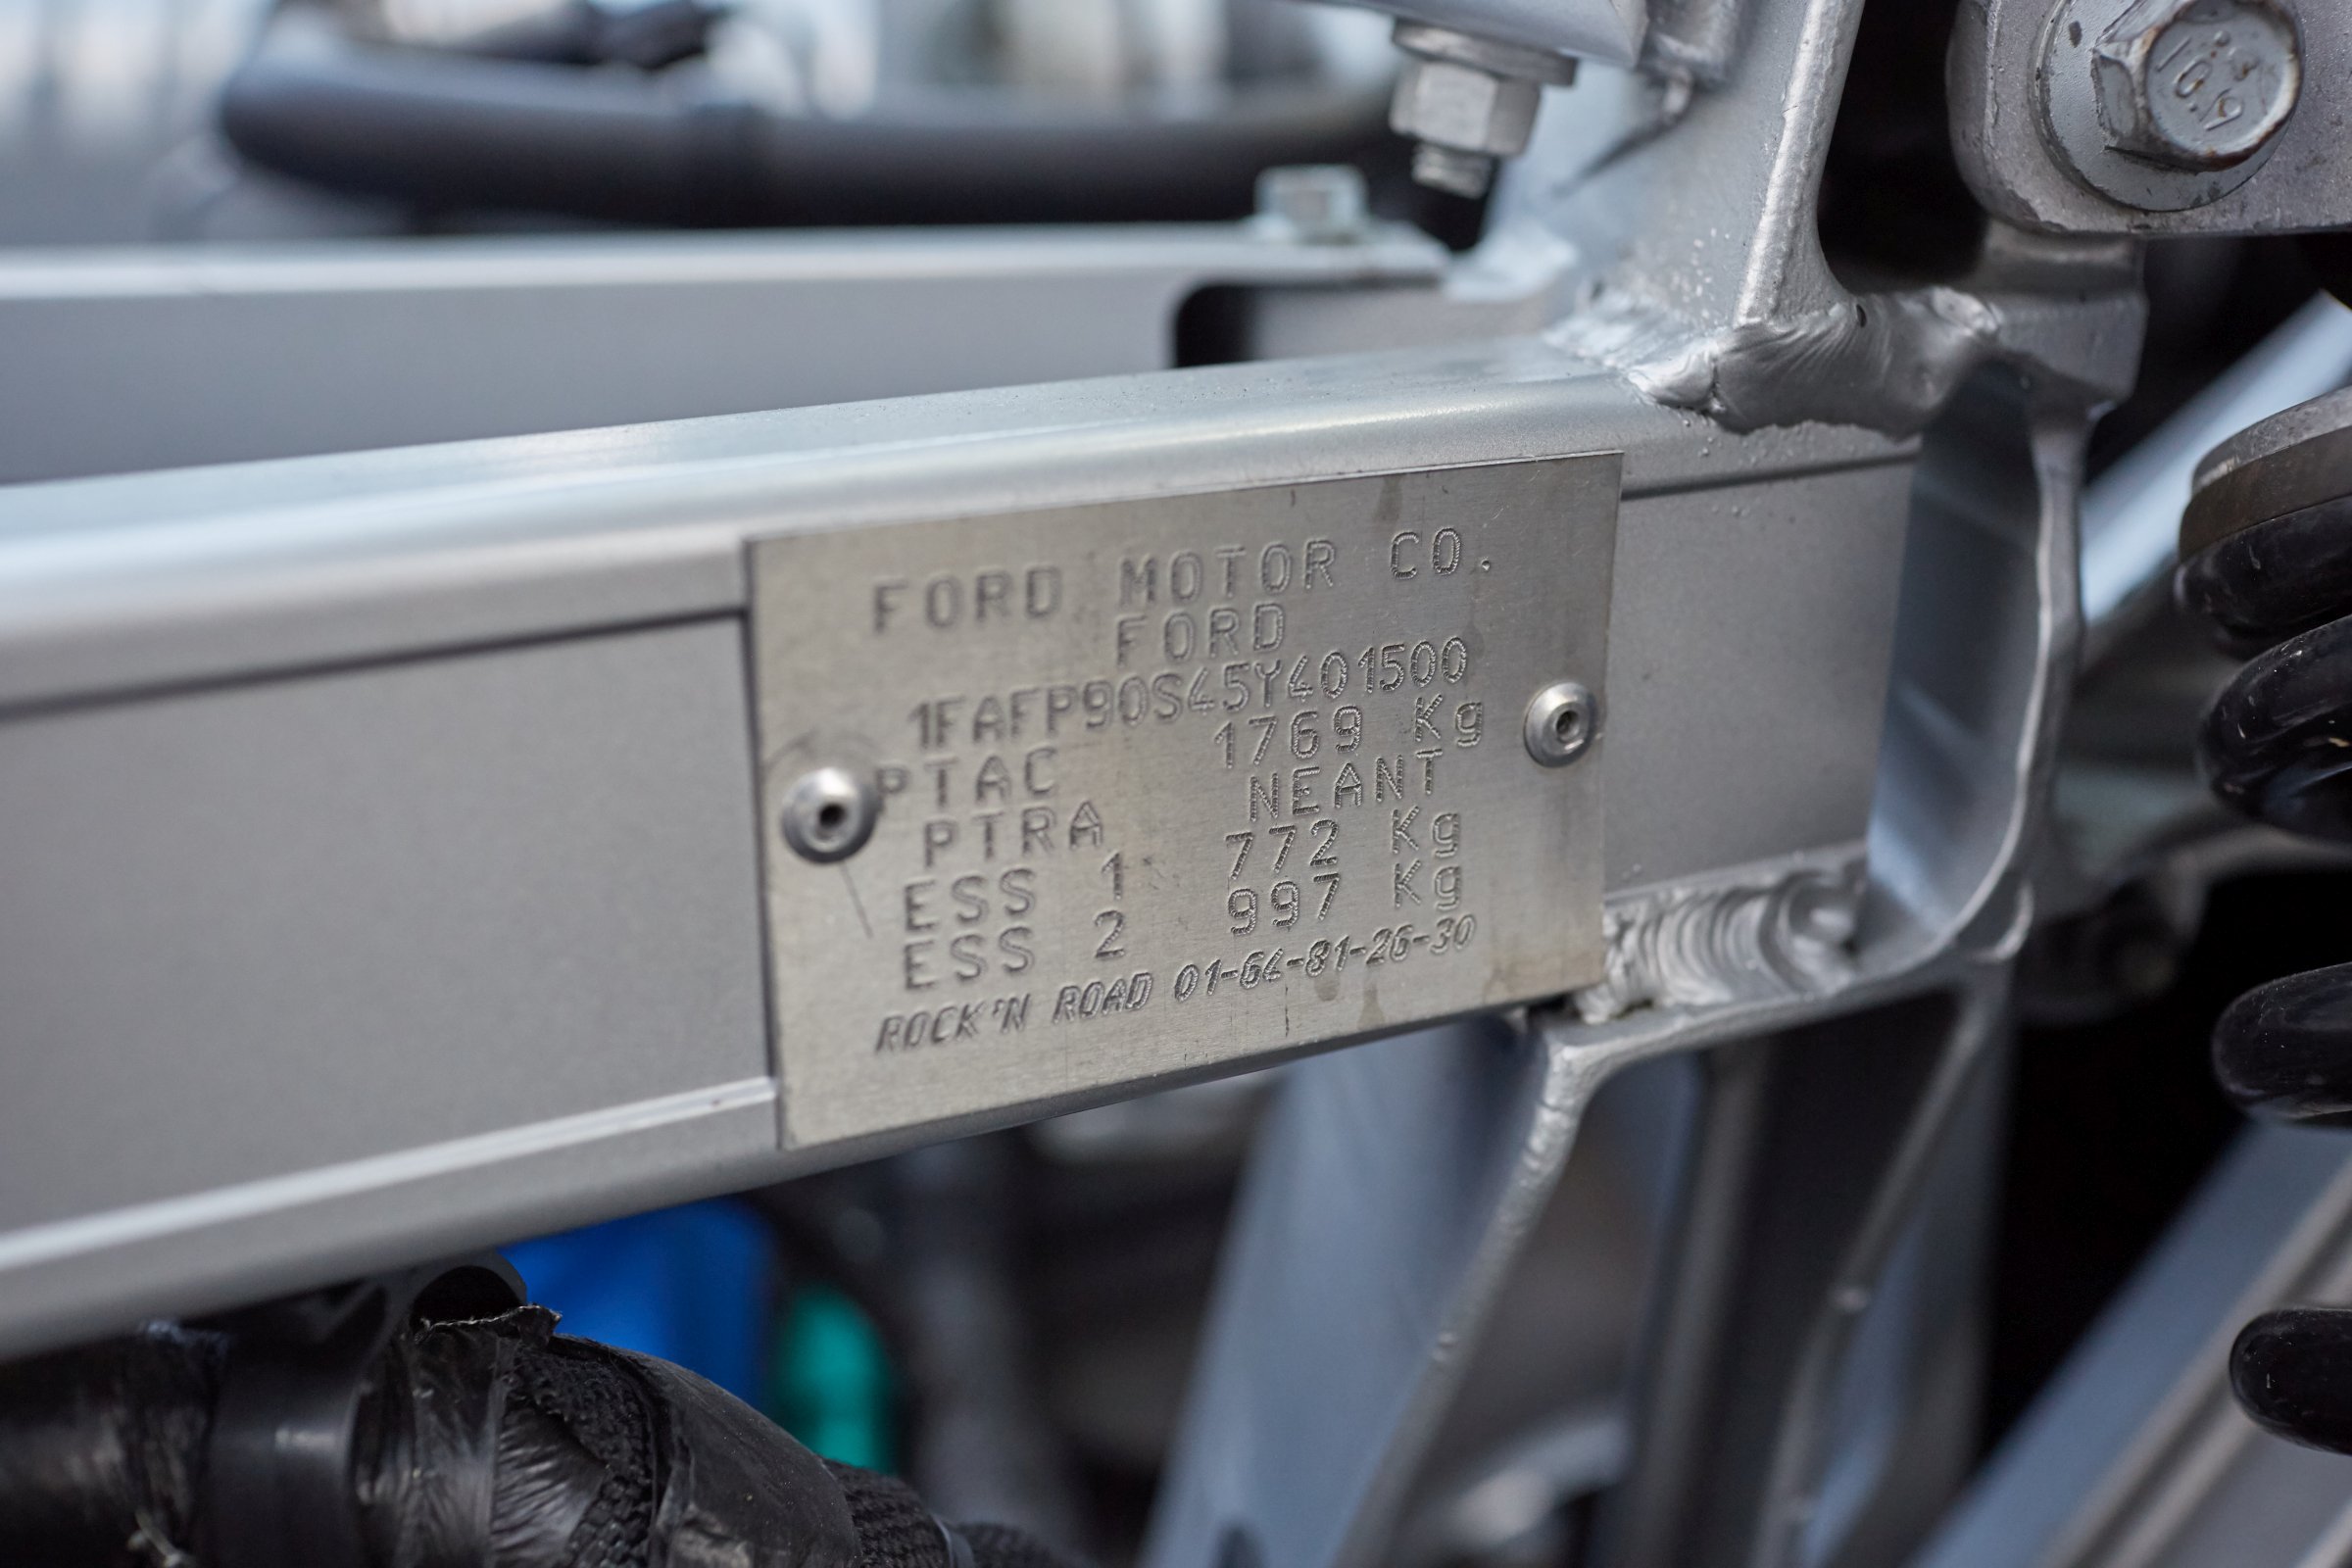 10.9
FORD MOTOR CO.
FORD
1FAFP90S45Y401500
PTAC 1769 Kg
PTRA NEANT
ESS 1 772 Kg
ESS 2 997 Kg
ROCK'N ROAD 01-64-81-26-30